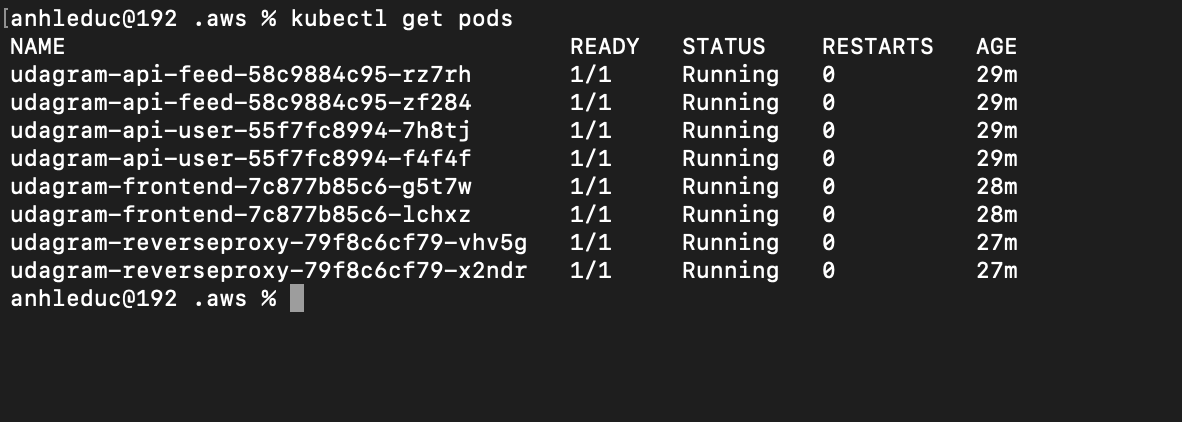 [anhleduc@192 .aws % kubectl get pods
NAME READY STATUS RESTARTS AGE
udagram-api-feed-58c9884c95-rz7rh 1/1 Running 0 29m
udagram-api-feed-58c9884c95-zf284 1/1 Running 0 29m
udagram-api-user-55f7fc8994-7h8tj 1/1 Running 0 29m
udagram-api-user-55f7fc8994-f4f4f 1/1 Running 0 29m
udagram-frontend-7c877b85c6-g5t7w 1/1 Running 0 28m
udagram-frontend-7c877b85c6-lchxz 1/1 Running 0 28m
udagram-reverseproxy-79f8c6cf79-vhv5g 1/1 Running 0 27m
udagram-reverseproxy-79f8c6cf79-x2ndr 1/1 Running 0 27m
anhleduc@192 .aws %